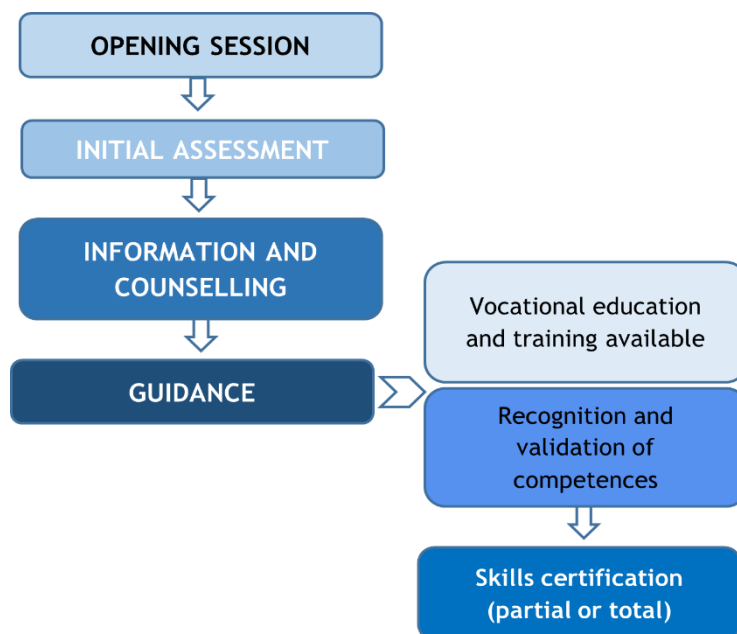 OPENING SESSION
INITIAL ASSESSMENT
INFORMATION AND
COUNSELLING
GUIDANCE
Vocational education
and training available
Recognition and
validation of
competences
Skills certification
(partial or total)